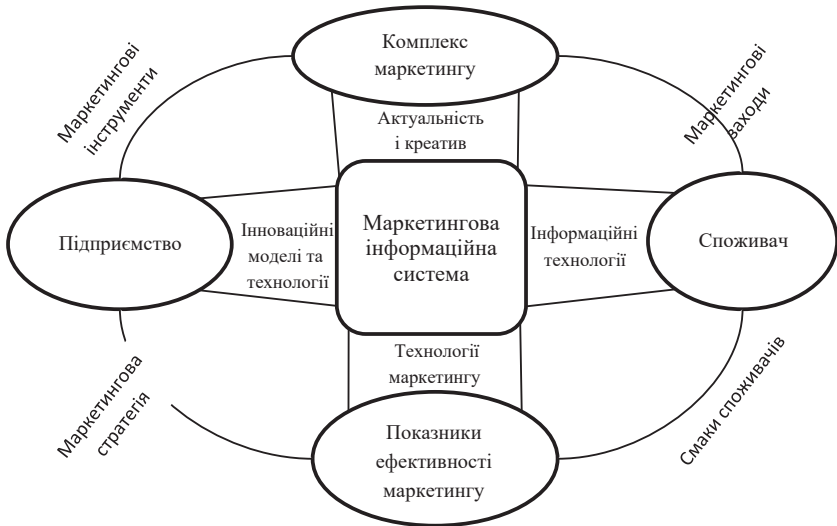 Комплекс
маркетингу
Маркетингові
інструменти
Маркетингові
заходи
Актуальність
і креатив
Підприємство
Інноваційні
моделі та
технології
Маркетингова
інформаційна
система
Інформаційні
технології
Споживач
Технології
маркетингу
Маркетингова
стратегія
Показники
ефективності
маркетингу
Смаки споживачів